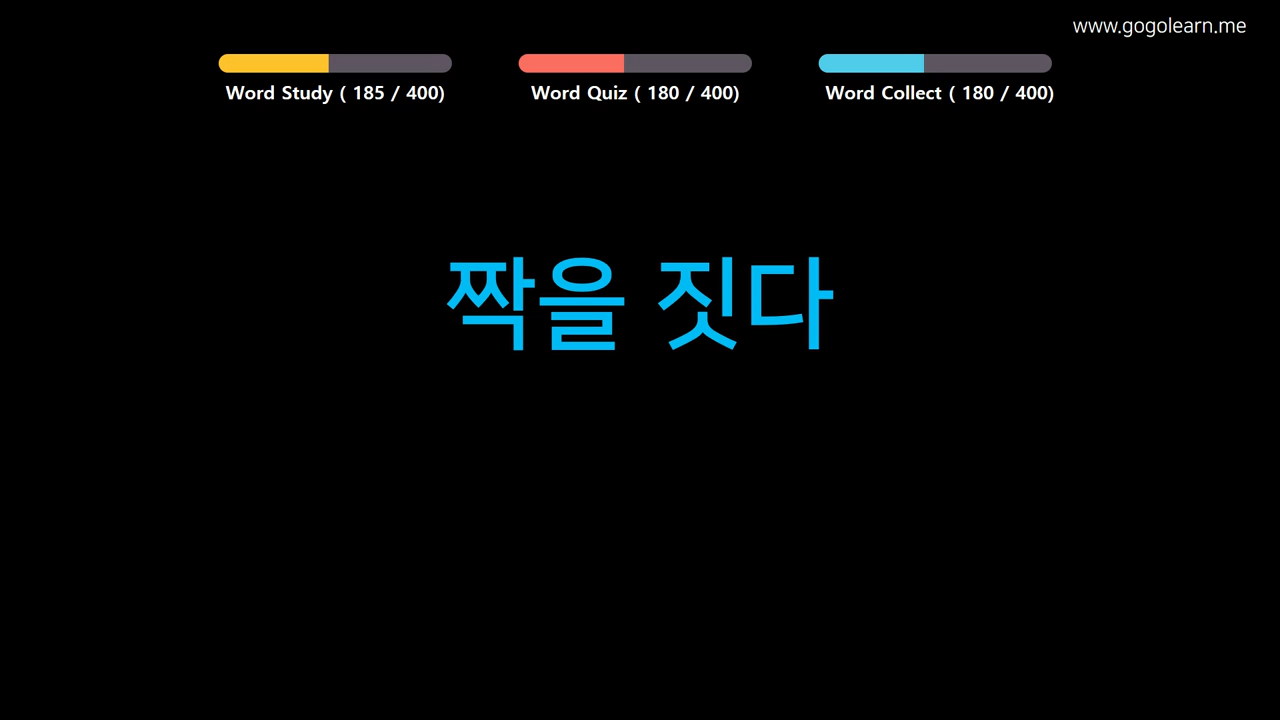 www.gogolearn.me
Word Study ( 185 / 400)
Word Quiz ( 180 / 400)
Word Collect ( 180 / 400)
짝을 짓다